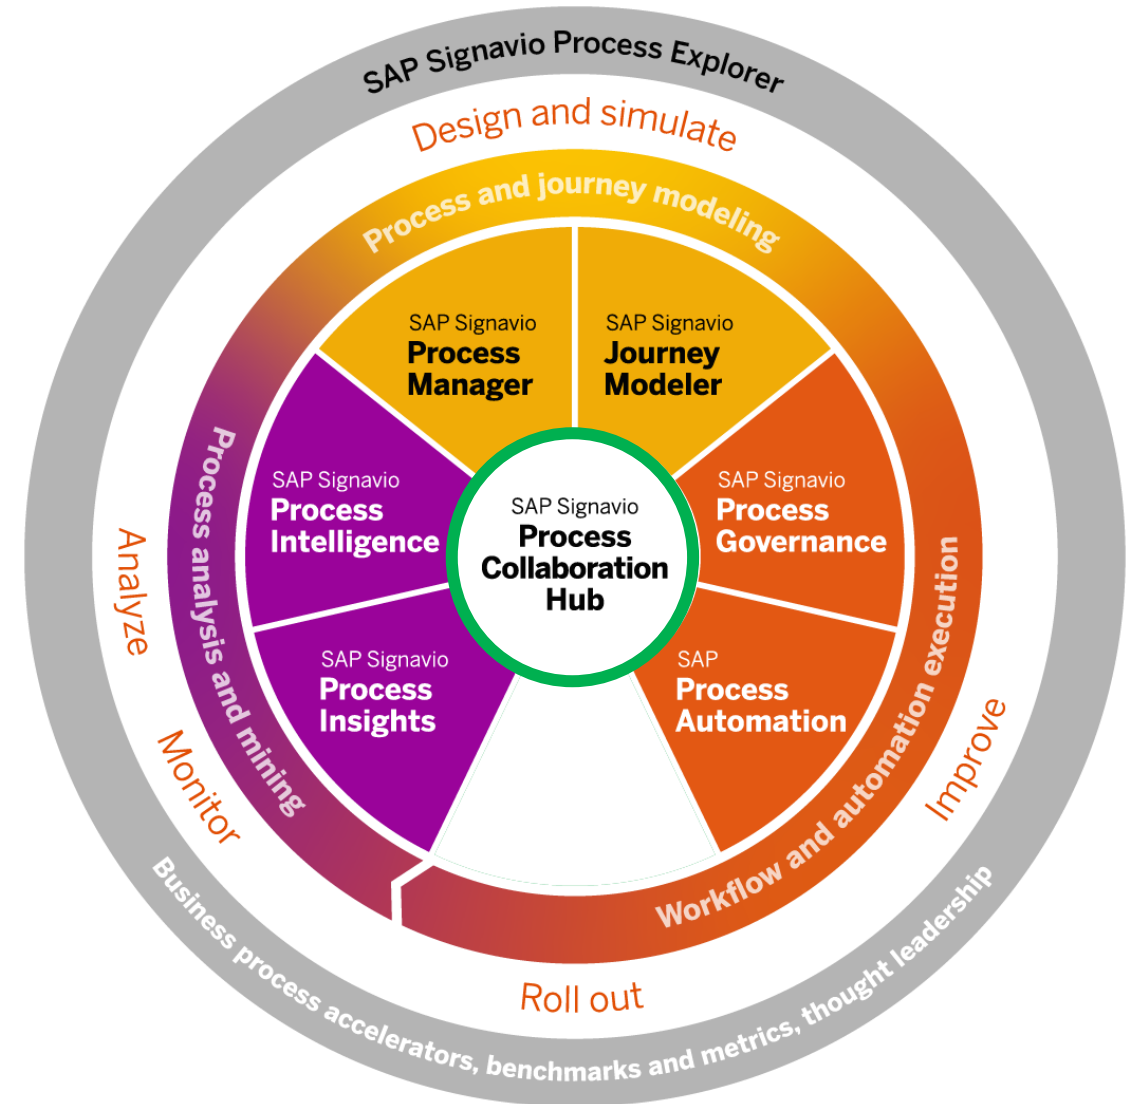 SAP Signavio Process Explorer
Design and simulate
Process and journey modeling
SAP Signavio
Process
Manager
SAP Signavio
Journey
Modeler
SAP Signavio
Process
Intelligence
SAP Signavio
Process
Collaboration
Hub
SAP Signavio
Process
Governance
SAP Signavio
Process
Insights
SAP
Process
Automation
Process analysis and mining
Workflow and automation execution
Analyze
Monitor
Improve
Roll out
Business process accelerators, benchmarks and metrics, thought leadership